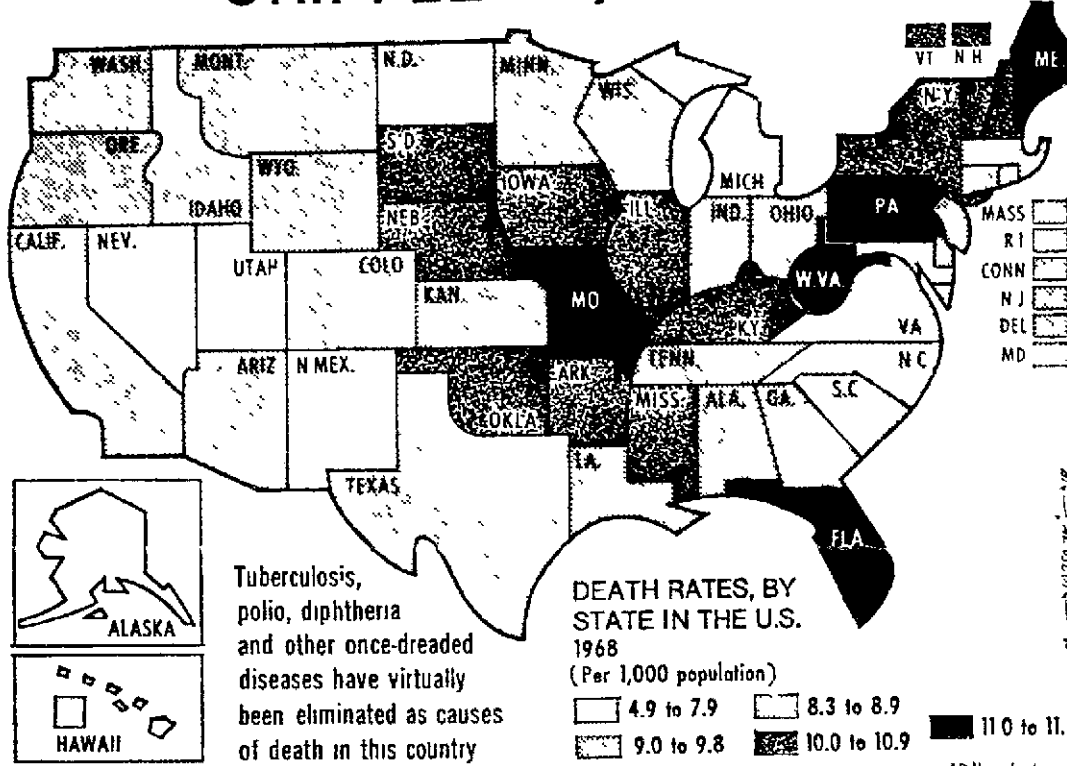 VT N H
ME.
WASH.
MONT.
N.D.
MINN.
WIS.
N.Y.
ORE.
S D.
WYO.
IOWA
MICH
IDAHO
NEB
ILL
IND.
OHIO
PA
MASS
R I
CALIF.
NEV.
UTAH
COLO
CONN
KAN.
MO
W.VA.
N J
KY.
VA
DEL
ARIZ
N MEX.
TENN.
N C
MD
ARK.
S.C
OKLA
MISS.
ALA,
GA.
LA.
TEXAS
FLA.
ALASKA
HAWAII
Tuberculosis,
polio, diphtheria
and other once-dreaded
diseases have virtually
been eliminated as causes
of death in this country
DEATH RATES, BY
STATE IN THE U.S.
1968
(Per 1,000 population)
4.9 to 7.9
8.3 to 8.9
11 0 to 11.
9.0 to 9.8
10.0 to 10.9